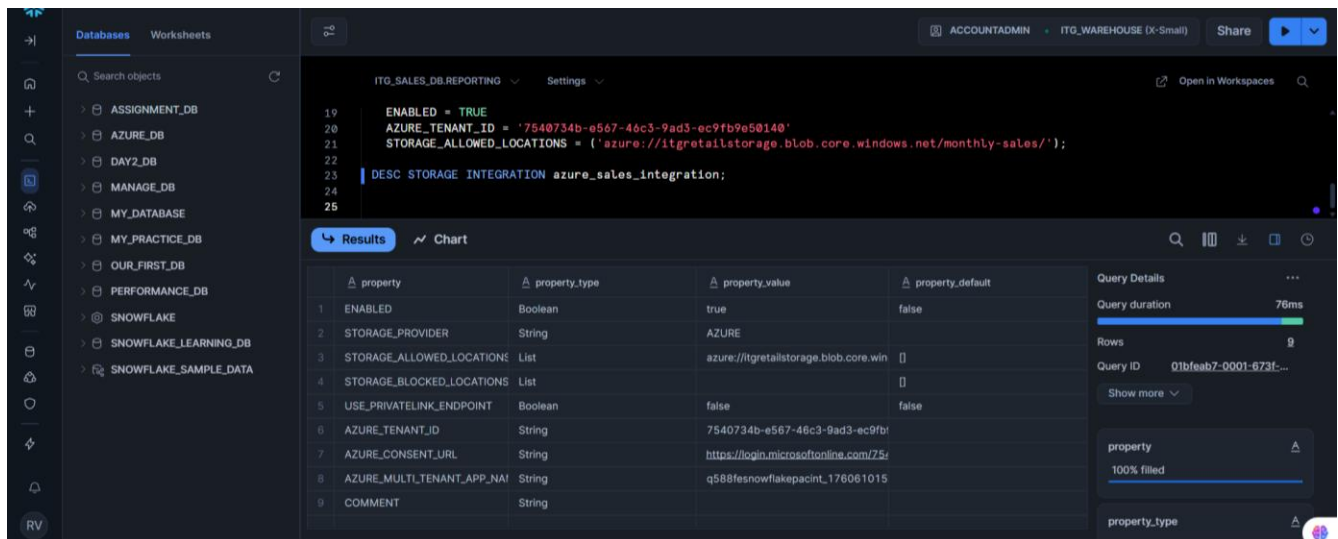 Databases Worksheets
ACCOUNTADMIN • ITG_WAREHOUSE (X-Small) Share
Search objects
ITG_SALES_DB.REPORTING Settings Open in Workspaces
ASSIGNMENT_DB
AZURE_DB
DAY2_DB
MANAGE_DB
MY_DATABASE
MY_PRACTICE_DB
OUR_FIRST_DB
PERFORMANCE_DB
SNOWFLAKE
SNOWFLAKE_LEARNING_DB
SNOWFLAKE_SAMPLE_DATA
RV
19 ENABLED = TRUE
20 AZURE_TENANT_ID = '7540734b-e567-46c3-9ad3-ec9fb9e50140'
21 STORAGE_ALLOWED_LOCATIONS = ('azure://itgretailstorage.blob.core.windows.net/monthly-sales/');
22
23 DESC STORAGE INTEGRATION azure_sales_integration;
24
25
Results Chart
A property A property_type A property_value A property_default
1 ENABLED Boolean true false
2 STORAGE_PROVIDER String AZURE
3 STORAGE_ALLOWED_LOCATIONS List azure://itgretailstorage.blob.core.win []
4 STORAGE_BLOCKED_LOCATIONS List []
5 USE_PRIVATELINK_ENDPOINT Boolean false false
6 AZURE_TENANT_ID String 7540734b-e567-46c3-9ad3-ec9fb
7 AZURE_CONSENT_URL String https://login.microsoftonline.com/754
8 AZURE_MULTI_TENANT_APP_NA String q588fesnowflakepacint_176061015
9 COMMENT String
Query Details ...
Query duration 76ms
Rows 9
Query ID 01bfeab7-0001-673f-...
Show more
property A
100% filled
property_type A